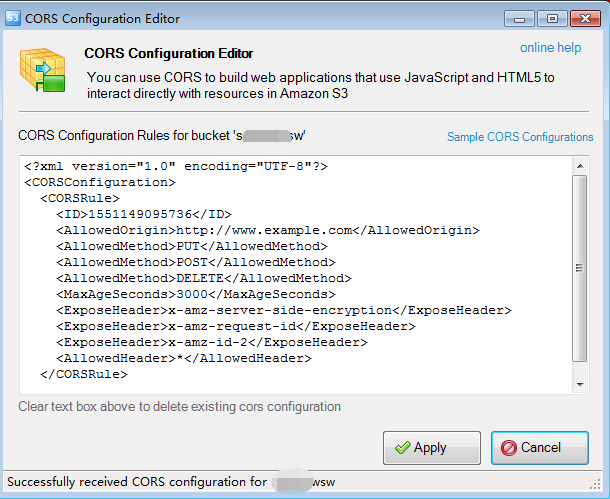 S3 CORS Configuration Editor
CORS Configuration Editor
online help
You can use CORS to build web applications that use JavaScript and HTML5 to
interact directly with resources in Amazon S3
CORS Configuration Rules for bucket 's sw'
Sample CORS Configurations
<?xml version="1.0" encoding="UTF-8"?>
<CORSConfiguration>
<CORSRule>
<ID>1551149095736</ID>
<AllowedOrigin>http://www.example.com</AllowedOrigin>
<AllowedMethod>PUT</AllowedMethod>
<AllowedMethod>POST</AllowedMethod>
<AllowedMethod>DELETE</AllowedMethod>
<MaxAgeSeconds>3000</MaxAgeSeconds>
<ExposeHeader>x-amz-server-side-encryption</ExposeHeader>
<ExposeHeader>x-amz-request-id</ExposeHeader>
<ExposeHeader>x-amz-id-2</ExposeHeader>
<AllowedHeader>*</AllowedHeader>
</CORSRule>
Clear text box above to delete existing cors configuration
Apply
Cancel
Successfully received CORS configuration for wsw